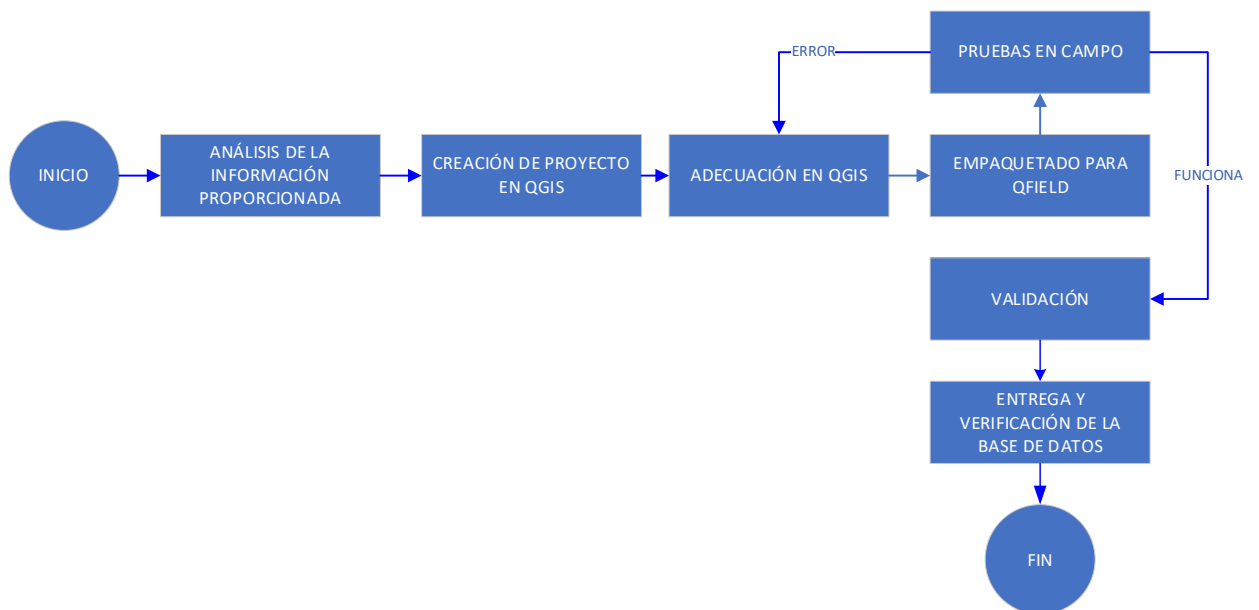 INICIO
ANÁLISIS DE LA
INFORMACIÓN
PROPORCIONADA
CREACIÓN DE PROYECTO
EN QGIS
ADECUACIÓN EN QGIS
EMPAQUETADO PARA
QFIELD
PRUEBAS EN CAMPO
ERROR
FUNCIONA
VALIDACIÓN
ENTREGA Y
VERIFICACIÓN DE LA
BASE DE DATOS
FIN